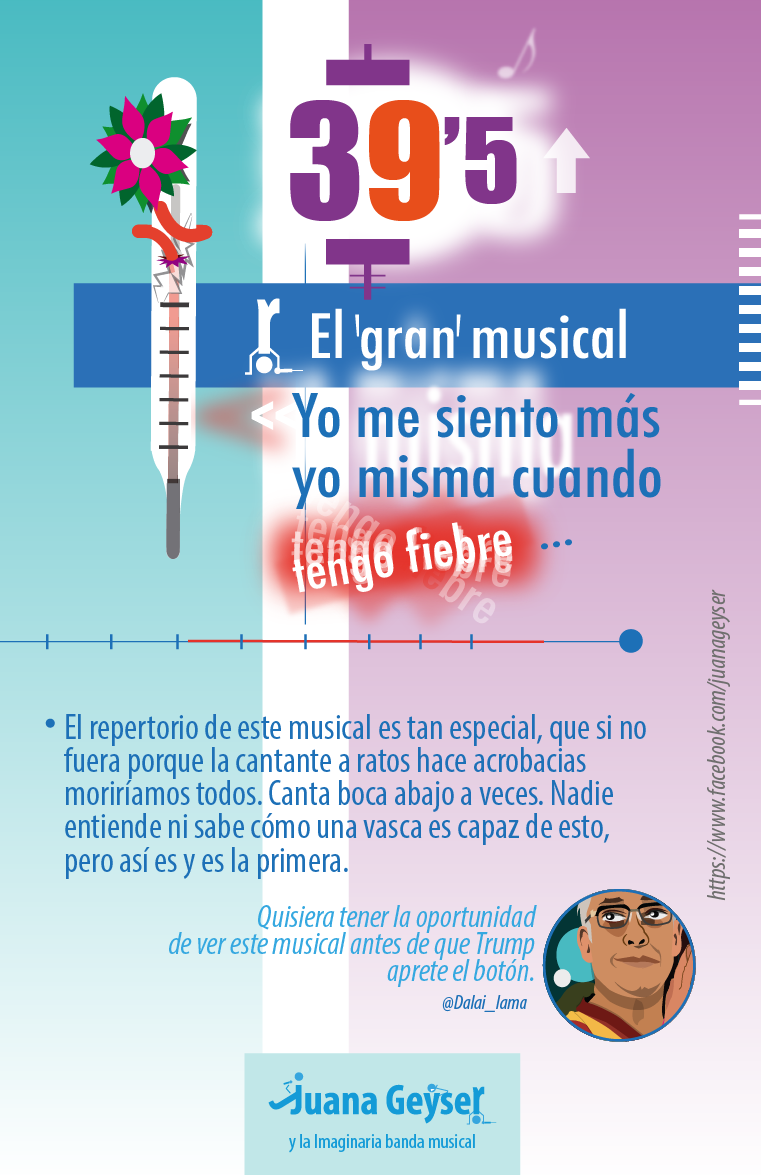 39'5
El 'gran' musical
«Yo me siento más
yo misma cuando
tengo fiebre ...
https://www.facebook.com/juanageyser
• El repertorio de este musical es tan especial, que si no
fuera porque la cantante a ratos hace acrobacias
moriríamos todos. Canta boca abajo a veces. Nadie
entiende ni sabe cómo una vasca es capaz de esto,
pero así es y es la primera.
Quisiera tener la oportunidad
de ver este musical antes de que Trump
aprete el botón.
@Dalai_lama
Juana Geyser
y la Imaginaria banda musical